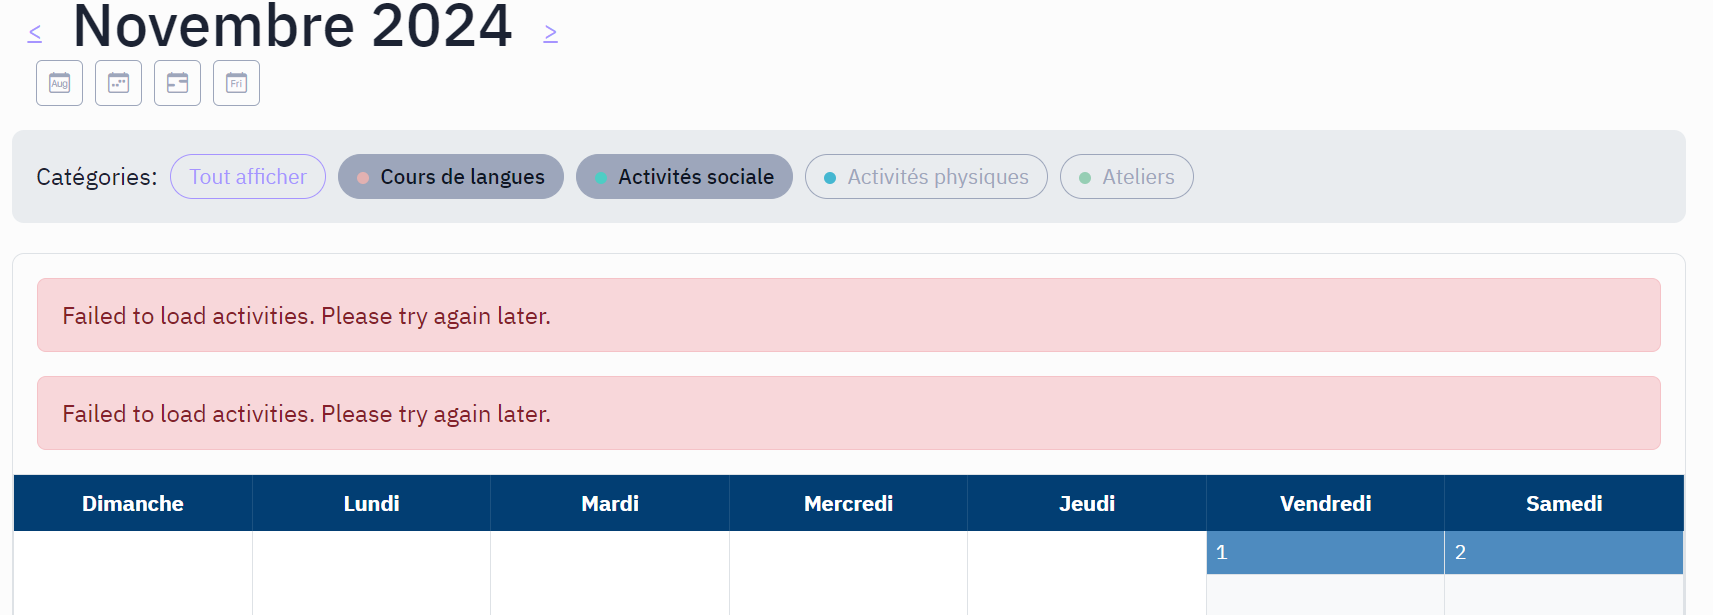 < Novembre 2024 >
Aug Fri
Catégories: Tout afficher Cours de langues Activités sociale Activités physiques Ateliers
Failed to load activities. Please try again later.
Failed to load activities. Please try again later.
Dimanche Lundi Mardi Mercredi Jeudi Vendredi Samedi
1 2